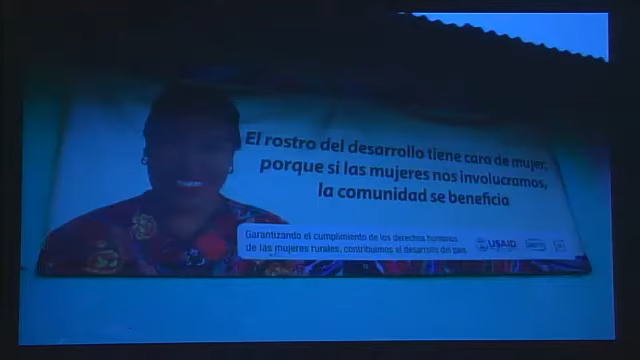 El rostro del desarrollo tiene cara de mujer,
porque si las mujeres nos involucramos,
la comunidad se beneficia
Garantizando el cumplimiento de los derechos humanos
de las mujeres rurales, contribuimos al desarrollo del país
USAID